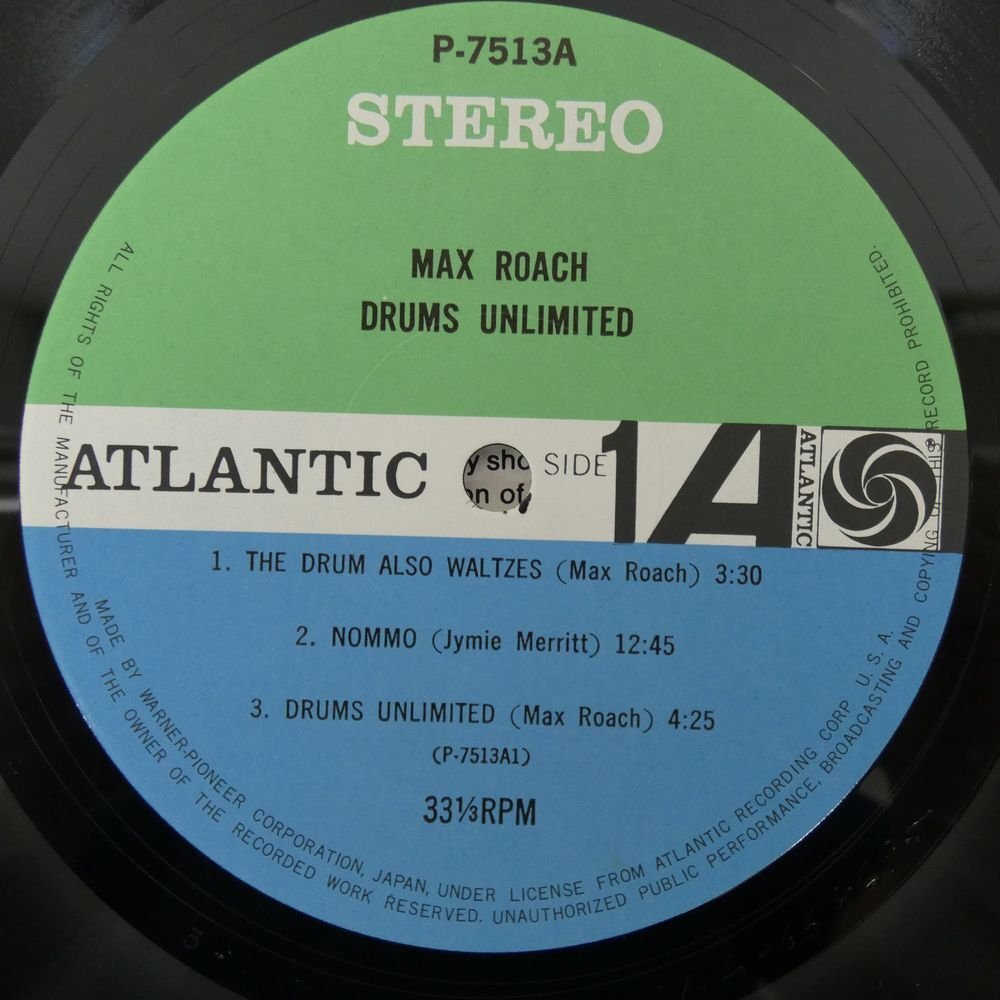 P-7513A
STEREO
MAX ROACH
DRUMS UNLIMITED
ATLANTIC
y sho
on of
SIDE 1A
ATLANTIC
1. THE DRUM ALSO WALTZES (Max Roach) 3:30
2. NOMMO (Jymie Merritt) 12:45
3. DRUMS UNLIMITED (Max Roach) 4:25
(P-7513A1)
33⅓RPM
MADE BY WARNER-PIONEER CORPORATION, JAPAN, UNDER LICENSE FROM ATLANTIC RECORDING CORP. U. S. A.
ALL RIGHTS OF THE MANUFACTURER AND OF THE OWNER OF THE RECORDED WORK RESERVED. UNAUTHORIZED PUBLIC PERFORMANCE, BROADCASTING AND COPYING OF THIS RECORD PROHIBITED.